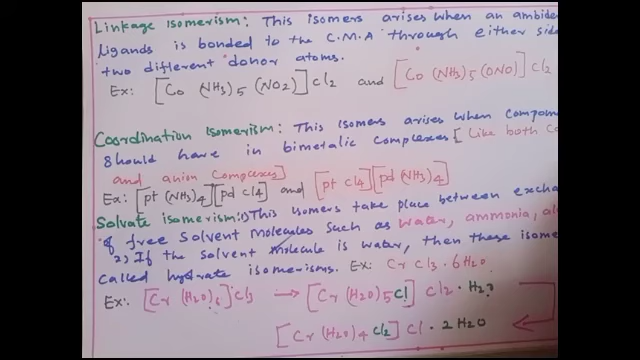 Linkage Isomerism: This isomers arises when an ambide
ligands is bonded to the C.M.A through either side
two different donor atoms.
Ex: [Co (NH3)5 (NO2)] Cl2 and [Co (NH3)5 (ONO)] Cl2
Coordination Isomerism: This Isomers arises when Compoun
Should have in bimetalic complexes [Like both Ca
and anion Complexes]
Ex: [pt (NH3)4] [pd Cl4] and [pt Cl4] [pd (NH3)4]
Solvate isomerism: 1) This Isomers take place between excha
of free Solvent Molecules such as water, ammonia, al
2) If the Solvent Molecule is water, then these isome
called hydrate isomerisms. Ex: Cr Cl3 · 6H2O
Ex: [Cr (H2O)6] Cl3 → [Cr (H2O)5 Cl] Cl2 · H2O
[Cr (H2O)4 Cl2] Cl · 2H2O